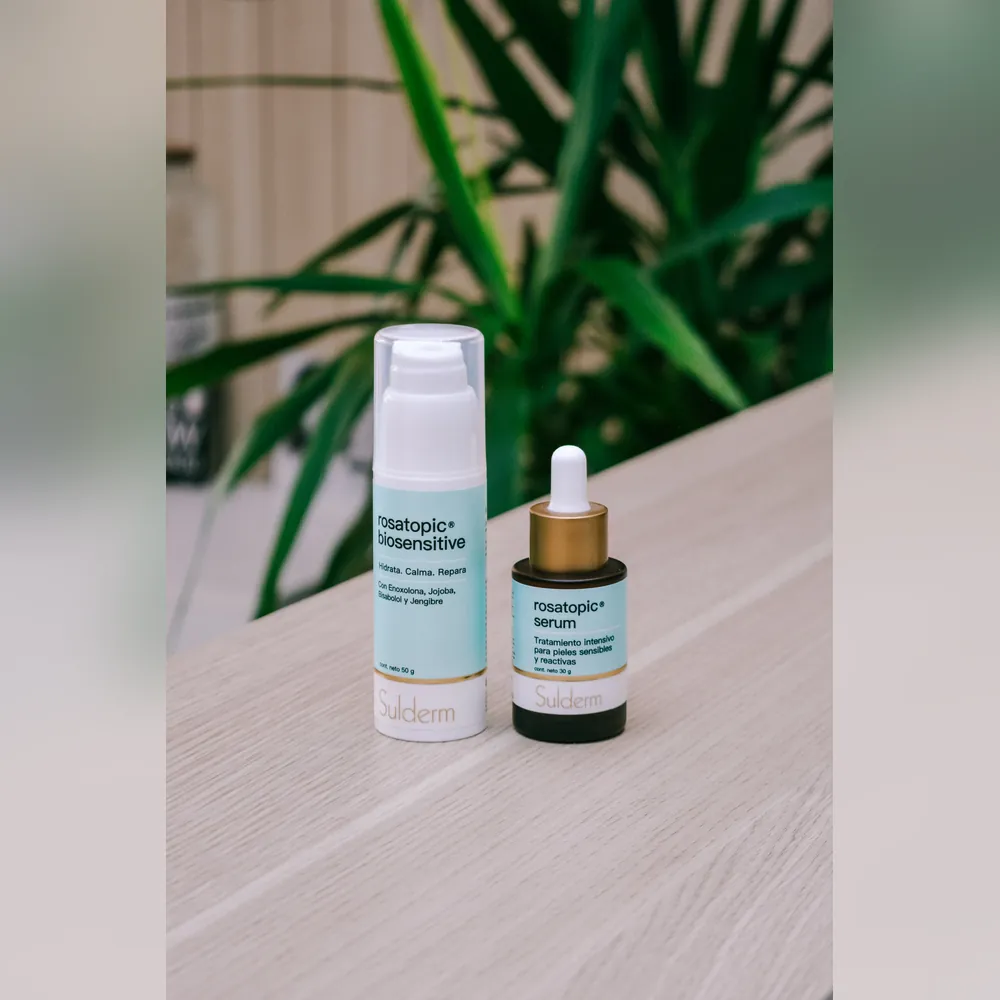 rosatopic®
biosensitive
Hidrata. Calma. Repara
Con Enoxolona, Jojoba,
Bisabolol y Jengibre
cont. neto 50 g
Sulderm
rosatopic®
serum
Tratamiento intensivo
para pieles sensibles
y reactivas
cont. neto 30 g
Sulderm